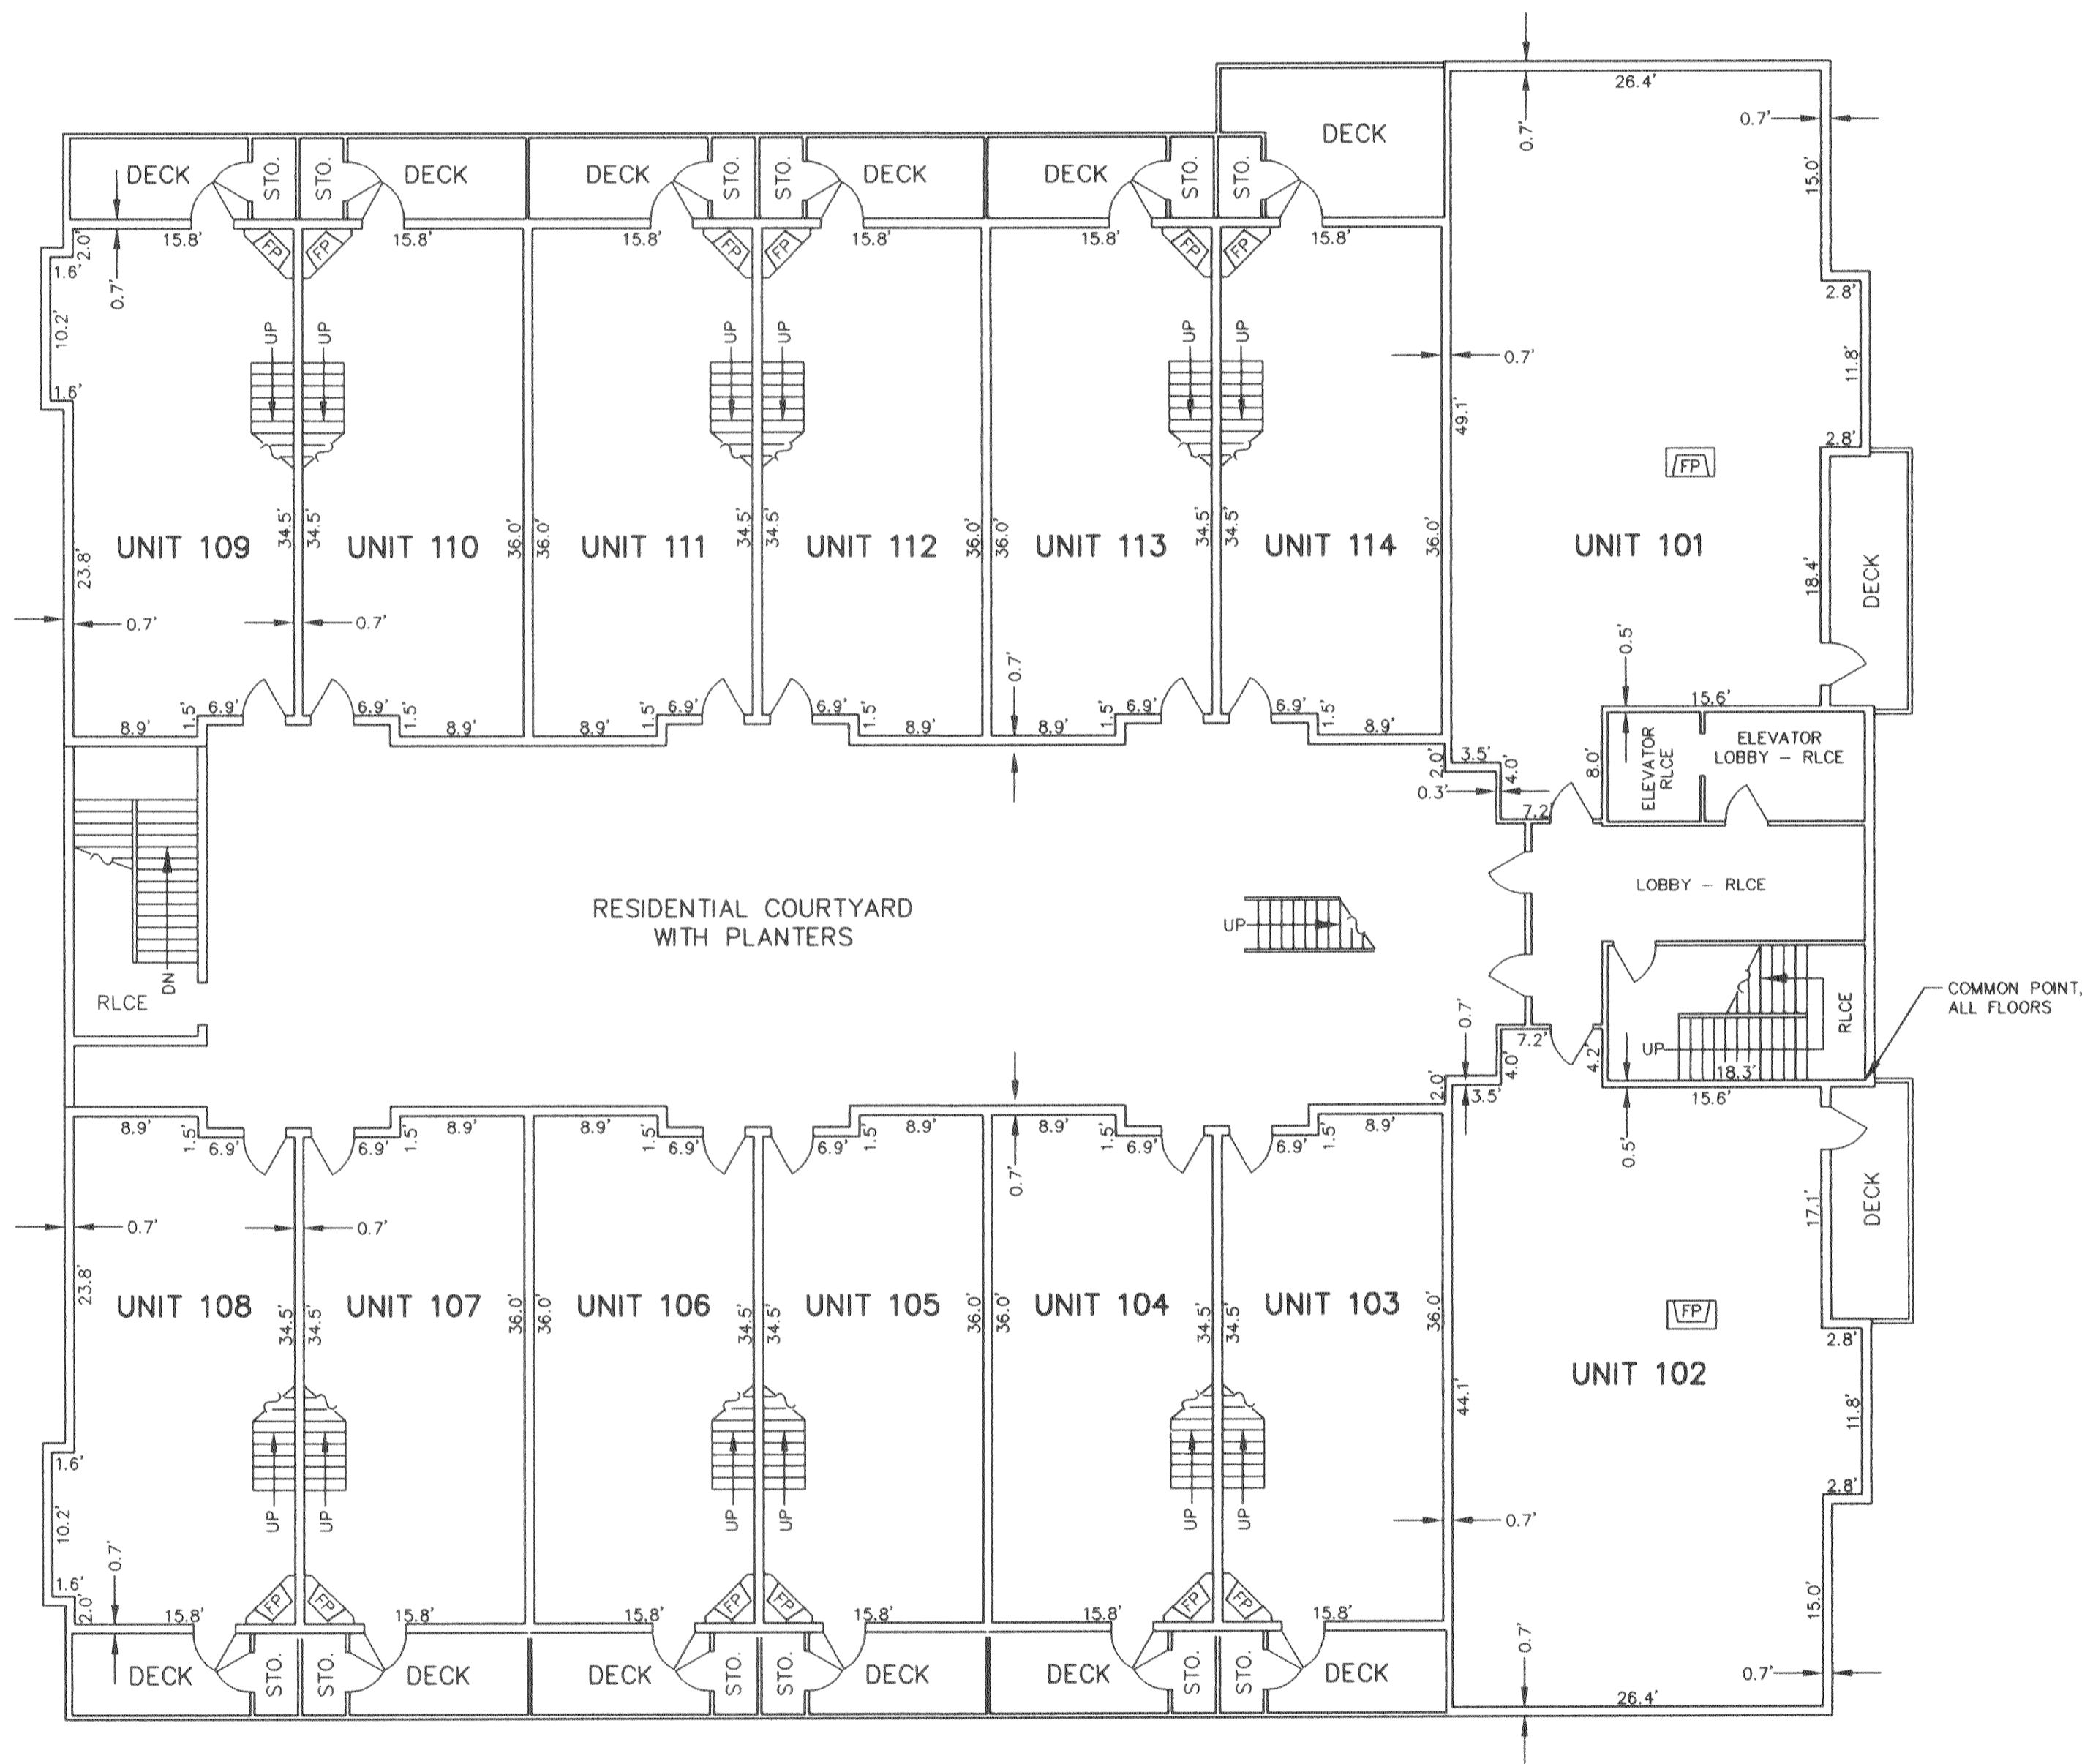 26.4'
0.7'
0.7'
15.0'
DECK
DECK
STO.
STO.
DECK
DECK
STO.
STO.
DECK
DECK
STO.
STO.
2.0'
15.8'
FP
FP
15.8'
15.8'
FP
FP
15.8'
15.8'
FP
FP
15.8'
1.6'
0.7'
10.2'
1.6'
UP
UP
UP
UP
UP
UP
2.8'
11.8'
2.8'
0.7'
49.1'
FP
34.5'
34.5'
36.0'
36.0'
34.5'
34.5'
36.0'
36.0'
34.5'
34.5'
36.0'
UNIT 109
UNIT 110
UNIT 111
UNIT 112
UNIT 113
UNIT 114
UNIT 101
23.8'
18.4'
DECK
0.7'
0.7'
0.7'
0.5'
15.6'
8.9'
1.5'
6.9'
6.9'
1.5'
8.9'
8.9'
1.5'
6.9'
6.9'
1.5'
8.9'
8.9'
1.5'
6.9'
6.9'
1.5'
8.9'
2.0'
3.5'
4.0'
0.3'
7.2'
8.0'
ELEVATOR
RLCE
ELEVATOR
LOBBY – RLCE
LOBBY – RLCE
RESIDENTIAL COURTYARD
WITH PLANTERS
UP
DN
RLCE
COMMON POINT,
ALL FLOORS
RLCE
UP
18.3'
15.6'
0.5'
0.7'
7.2'
4.2'
4.0'
2.0'
3.5'
8.9'
1.5'
6.9'
6.9'
1.5'
8.9'
8.9'
1.5'
6.9'
6.9'
1.5'
8.9'
8.9'
1.5'
6.9'
6.9'
1.5'
8.9'
0.7'
0.7'
0.7'
17.1'
DECK
23.8'
UNIT 108
UNIT 107
UNIT 106
UNIT 105
UNIT 104
UNIT 103
34.5'
34.5'
36.0'
36.0'
34.5'
34.5'
36.0'
36.0'
34.5'
34.5'
36.0'
FP
2.8'
UNIT 102
44.1'
11.8'
2.8'
1.6'
10.2'
1.6'
2.0'
0.7'
UP
UP
UP
UP
UP
UP
0.7'
15.8'
FP
FP
15.8'
15.8'
FP
FP
15.8'
15.8'
FP
FP
15.8'
15.0'
0.7'
0.7'
26.4'
DECK
STO.
STO.
DECK
DECK
STO.
STO.
DECK
DECK
STO.
STO.
DECK